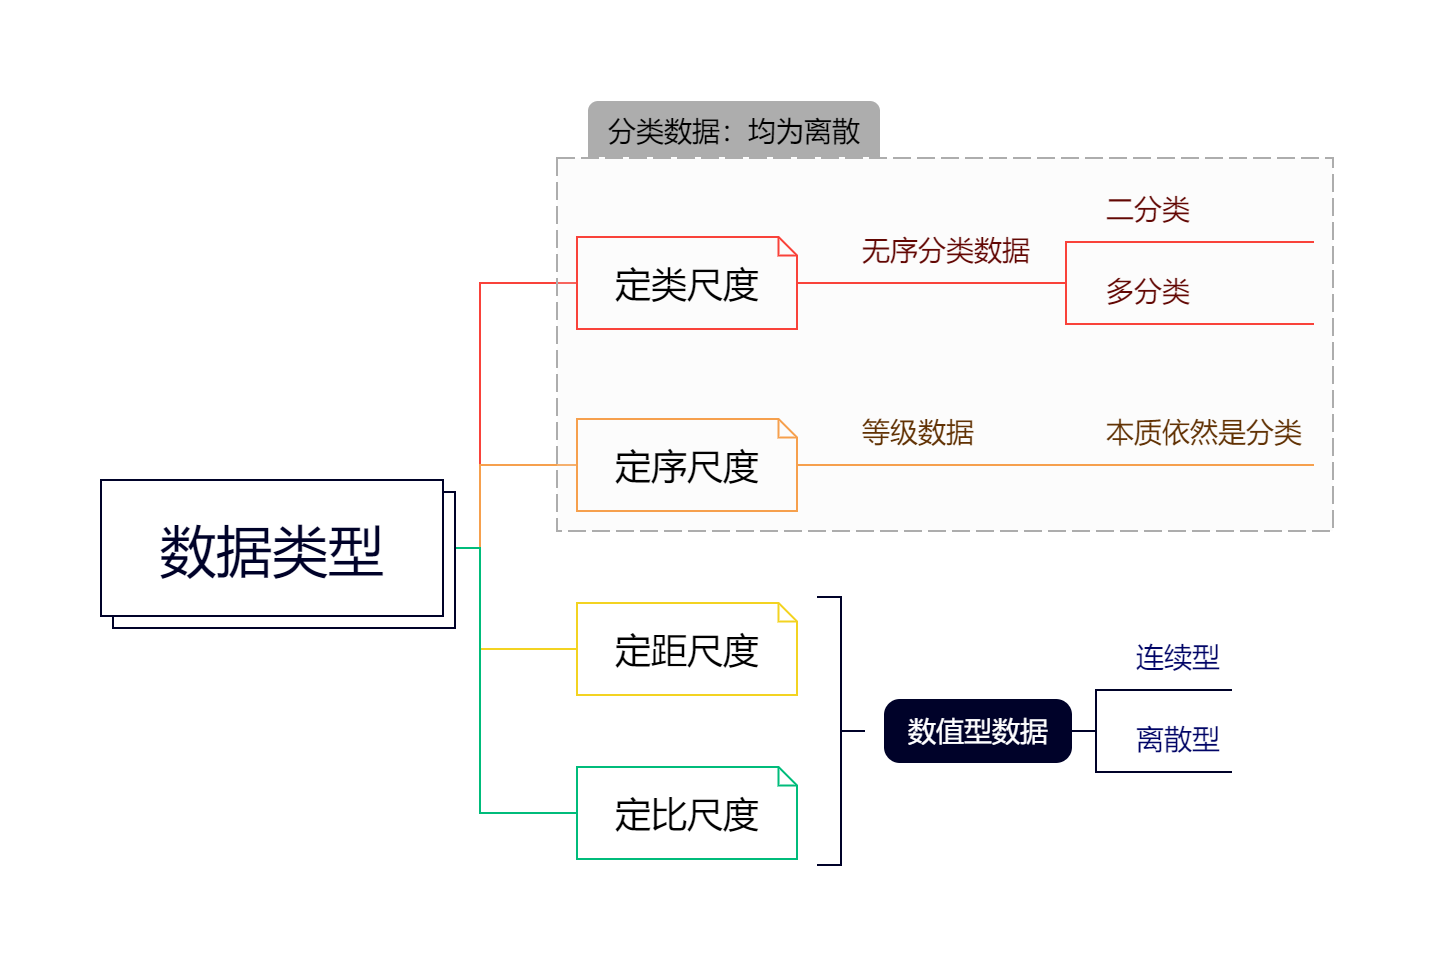 分类数据：均为离散
二分类
无序分类数据
定类尺度
多分类
等级数据
本质依然是分类
定序尺度
数据类型
定距尺度
连续型
数值型数据
离散型
定比尺度